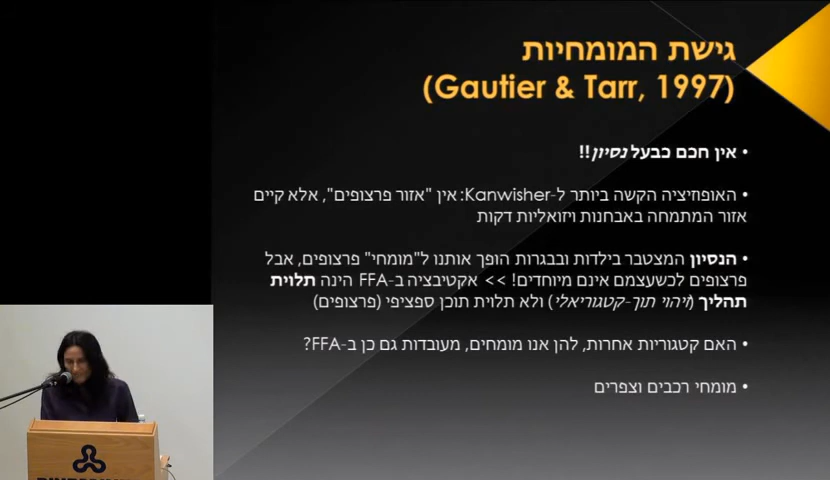 גישת המומחיות
(Gautier & Tarr, 1997)
• אין חכם כבעל נסיון!!
• האופוזיציה הקשה ביותר ל-Kanwisher: אין "אזור פרצופים", אלא קיים
אזור המתמחה באבחנות ויזואליות דקות
• הנסיון המצטבר בילדות ובבגרות הופך אותנו ל"מומחי" פרצופים, אבל
פרצופים לכשעצמם אינם מיוחדים! >> אקטיבציה ב-FFA הינה תלוית
תהליך (זיהוי תוך-קטגוריאלי) ולא תלוית תוכן ספציפי (פרצופים)
• האם קטגוריות אחרות, להן אנו מומחים, מעובדות גם כן ב-FFA?
• מומחי רכבים וצפרים